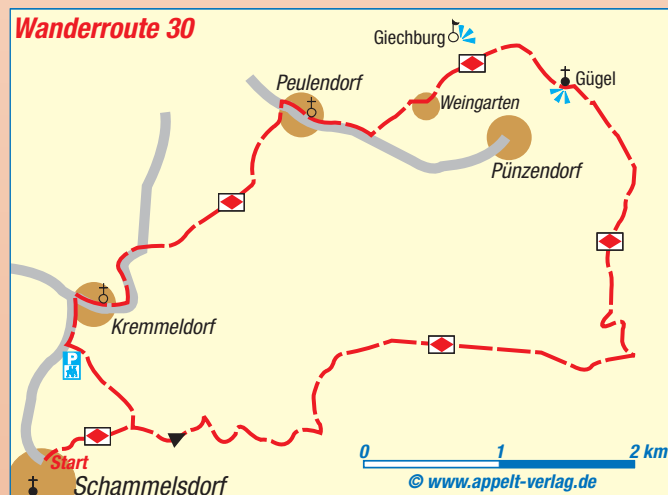 Wanderroute 30
Giechburg
Gügel
Peulendorf
Weingarten
Pünzendorf
Kremmeldorf
P
Start
Schammelsdorf
0 1 2 km
© www.appelt-verlag.de